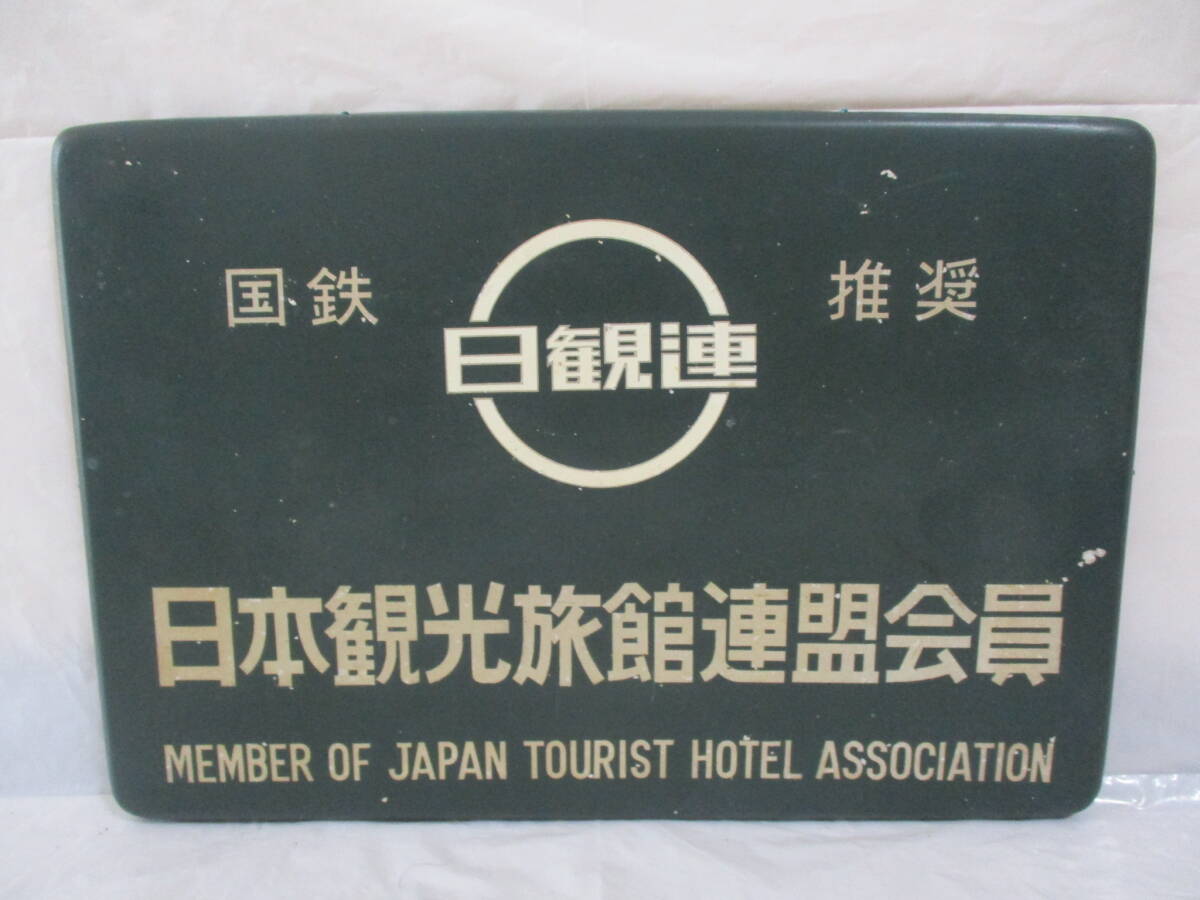 国鉄 日観連 推奨
日本観光旅館連盟会員
MEMBER OF JAPAN TOURIST HOTEL ASSOCIATION